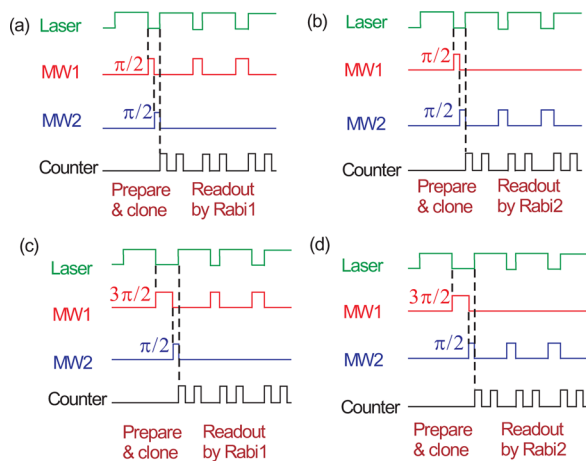 (a)
Laser
π/2
MW1
π/2
MW2
Counter
Prepare Readout
& clone by Rabi1
(b)
Laser
π/2
MW1
π/2
MW2
Counter
Prepare Readout
& clone by Rabi2
(c)
Laser
3π/2
MW1
π/2
MW2
Counter
Prepare Readout
& clone by Rabi1
(d)
Laser
3π/2
MW1
π/2
MW2
Counter
Prepare Readout
& clone by Rabi2